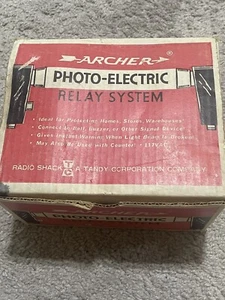 ARCHER
PHOTO-ELECTRIC
RELAY SYSTEM
• Ideal for Protecting Homes, Stores, Warehouses
• Connect to Bell, Buzzer or Other Signal Device
• Gives Instant Warning When Light Beam is Broken
• May Also Be Used with Counter • 117VAC
RADIO SHACK A TANDY CORPORATION COMPANY
ARCHER
PHOTO-ELECTRIC